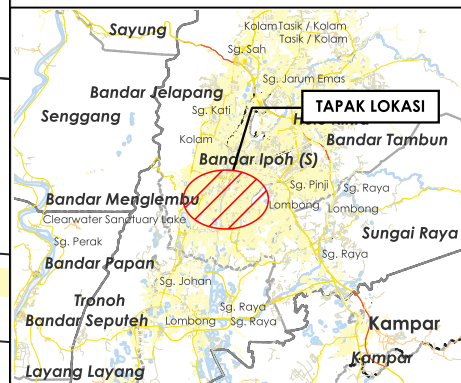 Sayung
KolamTasik / Kolam
Tasik / Kolam
Sg. Sah
Sg. Jarum Emas
Bandar Jelapang
Sg. Kati
TAPAK LOKASI
Senggang
Kolam
Bandar Tambun
Bandar Ipoh (S)
Sg. Pinji
Sg. Raya
Bandar Menglembu
Lombong
Lombong
Clearwater Sanctuary Lake
Sungai Raya
Sg. Perak
Sg. Raya
Bandar Papan
Sg. Johan
Tronoh
Sg. Raya
Bandar Seputeh
Lombong
Sg. Raya
Kampar
Kampar
Layang Layang